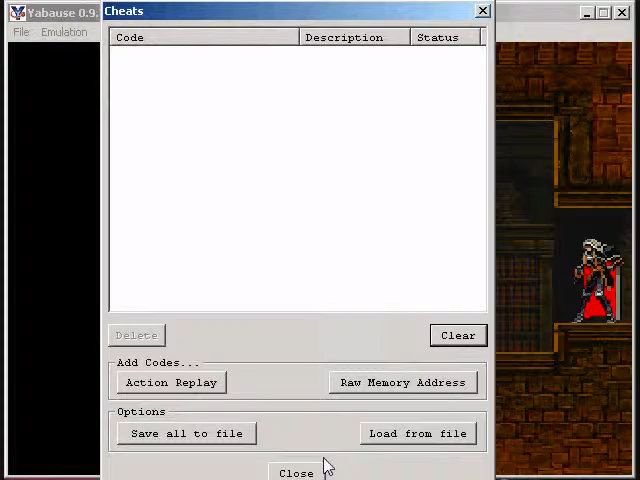 Yabause 0.9.
Cheats
File Emulation
Code Description Status
Delete Clear
Add Codes...
Action Replay Raw Memory Address
Options
Save all to file Load from file
Close